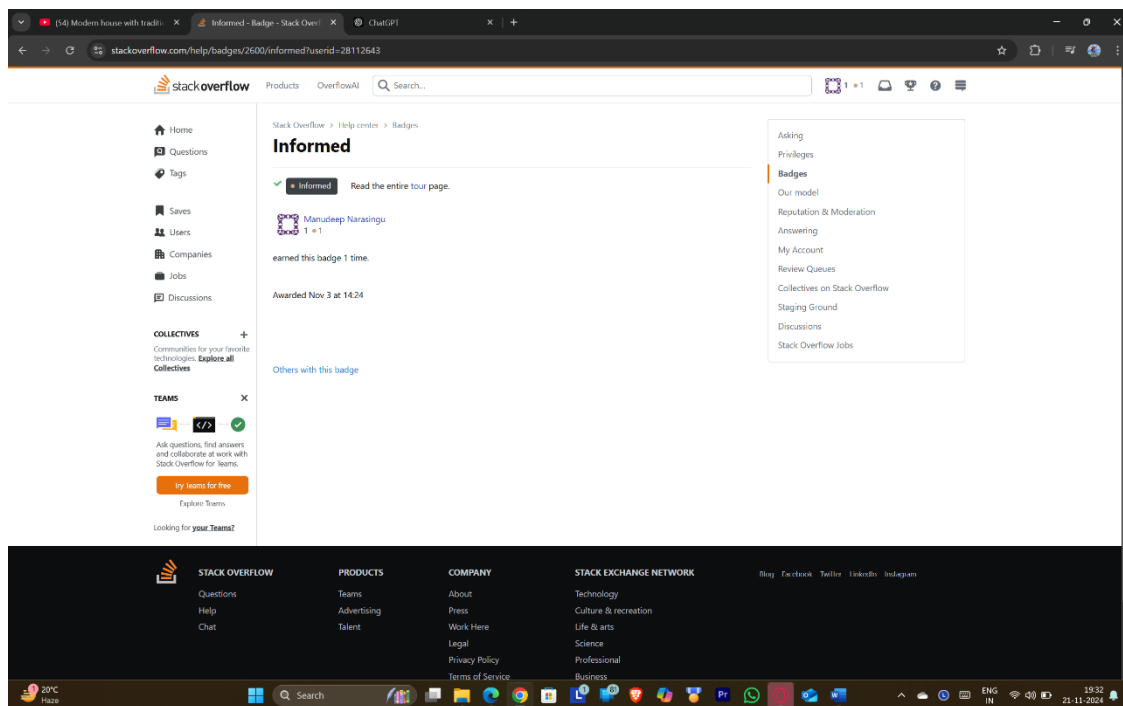 (54) Modern house with traditi
Informed - Badge - Stack Overf
ChatGPT
stackoverflow.com/help/badges/2600/informed?userid=28112643
stackoverflow
Products
OverflowAI
Search...
1 •1
Home
Questions
Tags
Saves
Users
Companies
Jobs
Discussions
COLLECTIVES +
Communities for your favorite
technologies. Explore all
Collectives
TEAMS
Ask questions, find answers
and collaborate at work with
Stack Overflow for Teams.
Try Teams for free
Explore Teams
Looking for your Teams?
Stack Overflow > Help center > Badges
Informed
Informed
Read the entire tour page.
Manudeep Narasingu
1 •1
earned this badge 1 time.
Awarded Nov 3 at 14:24
Others with this badge
Asking
Privileges
Badges
Our model
Reputation & Moderation
Answering
My Account
Review Queues
Collectives on Stack Overflow
Staging Ground
Discussions
Stack Overflow Jobs
STACK OVERFLOW
Questions
Help
Chat
PRODUCTS
Teams
Advertising
Talent
COMPANY
About
Press
Work Here
Legal
Privacy Policy
Terms of Service
STACK EXCHANGE NETWORK
Technology
Culture & recreation
Life & arts
Science
Professional
Business
Blog Facebook Twitter LinkedIn Instagram
20°C
Haze
Search
ENG
IN
19:32
21-11-2024